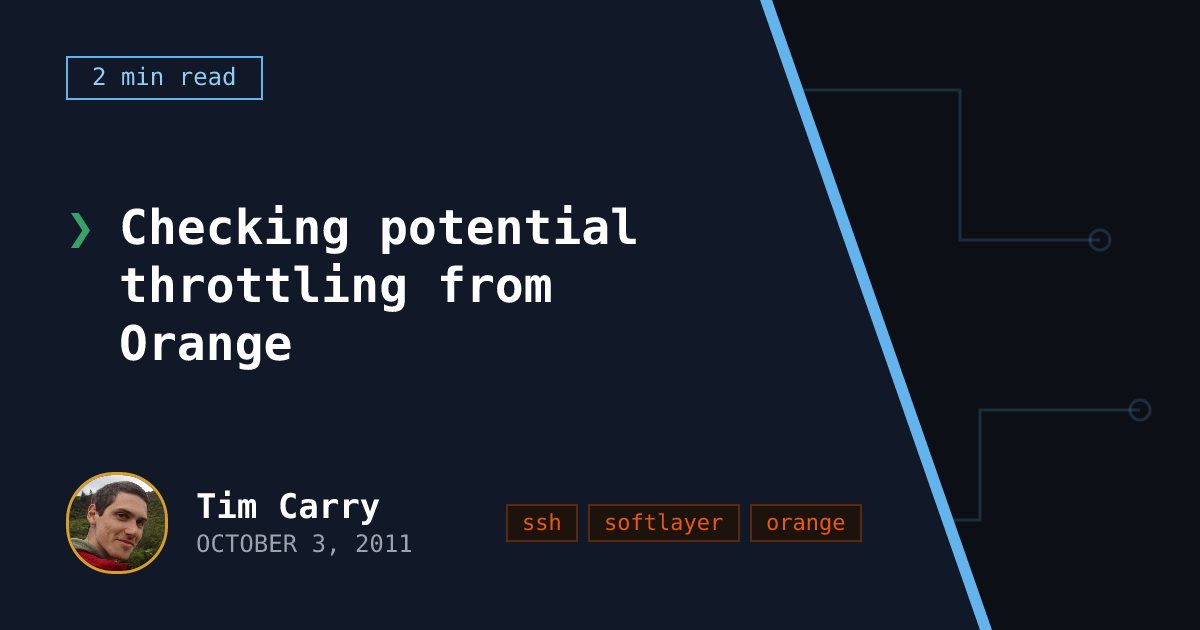 2 min read
❯ Checking potential
throttling from
Orange
Tim Carry
OCTOBER 3, 2011
ssh softlayer orange